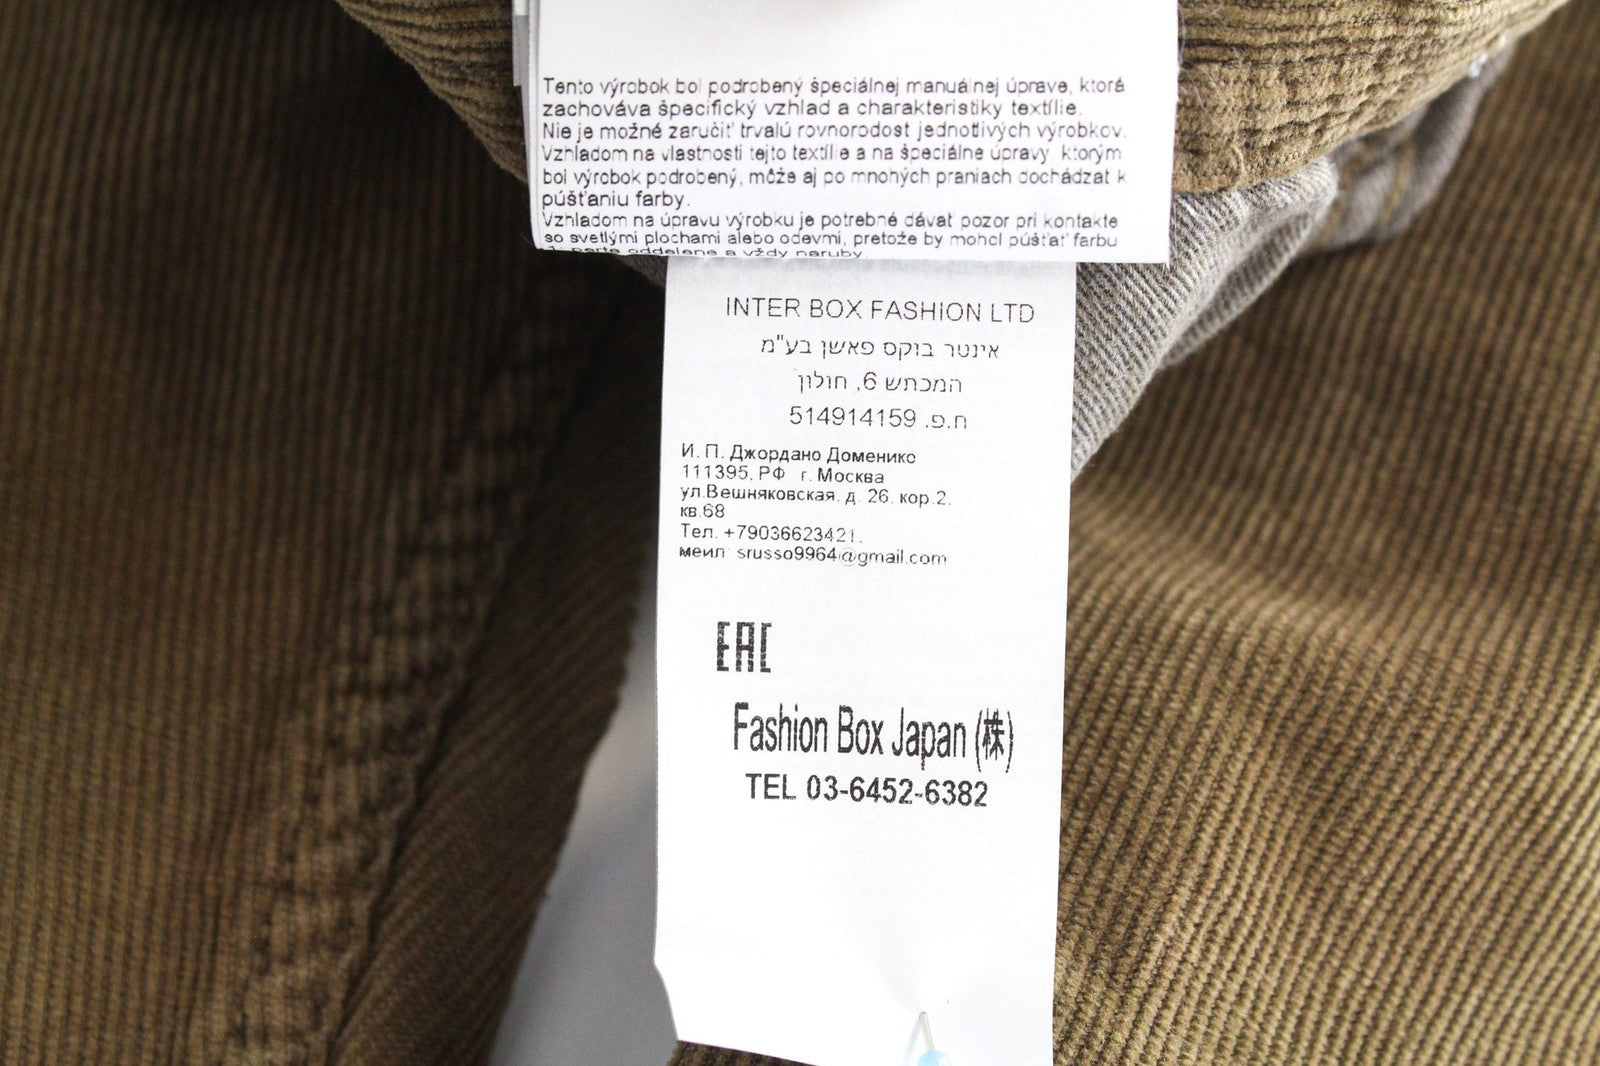 Tento výrobok bol podrobený špeciálnej manuálnej úprave, ktorá
zachováva špecifický vzhlad a charakteristiky textílie.
Nie je možné zaručiť trvalú rovnorodosť jednotlivých výrobkov.
Vzhladom na vlastnosti tejto textílie a na špeciálne úpravy, ktorým
bol výrobok podrobený, môže aj po mnohých praniach dochádzať k
púšťaniu farby.
Vzhladom na úpravu výrobku je potrebné dávať pozor pri kontakte
so svetlými plochami alebo odevmi, pretože by mohol púšťať farbu
perte oddelene a vždy naruby.
INTER BOX FASHION LTD
אינטר בוקס פאשן בע"מ
המכתש 6, חולון
ח.פ. 514914159
И. П. Джордано Доменико
111395, РФ г. Москва
ул.Вешняковская, д. 26, кор.2,
кв.68
Тел. +79036623421,
меил: srusso9964@gmail.com
EAC
Fashion Box Japan (株)
TEL 03-6452-6382